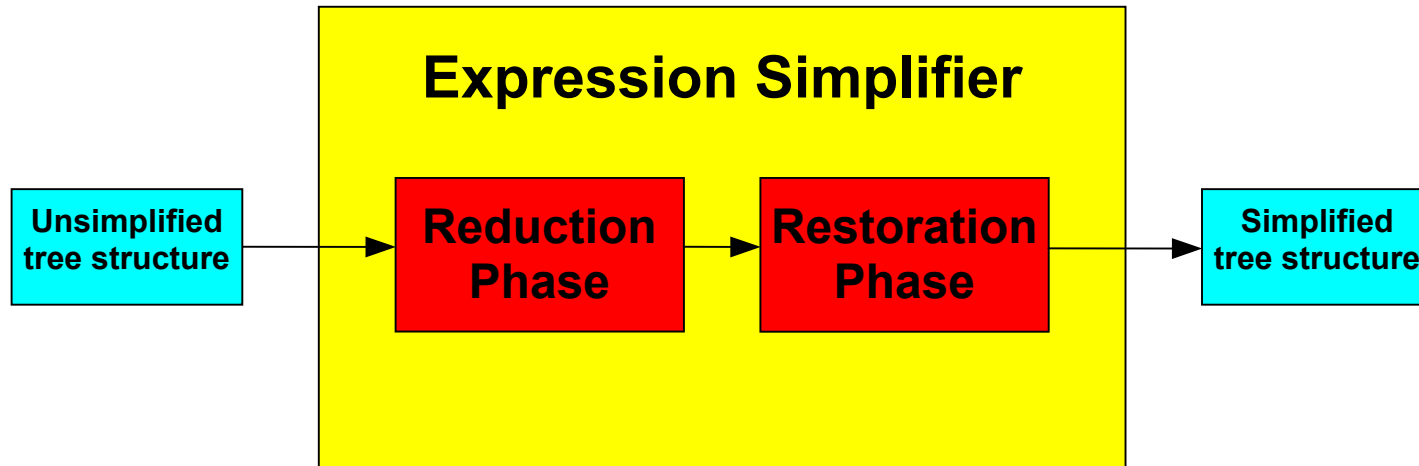 Expression Simplifier
Unsimplified
tree structure
Reduction
Phase
Restoration
Phase
Simplified
tree structure